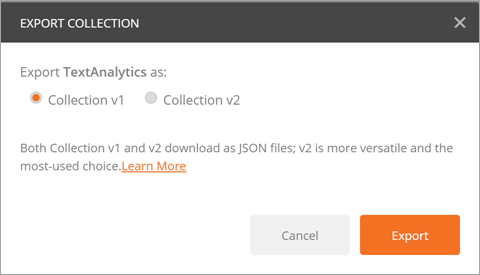 EXPORT COLLECTION
Export TextAnalytics as:
Collection v1 Collection v2
Both Collection v1 and v2 download as JSON files; v2 is more versatile and the
most-used choice.Learn More
Cancel Export